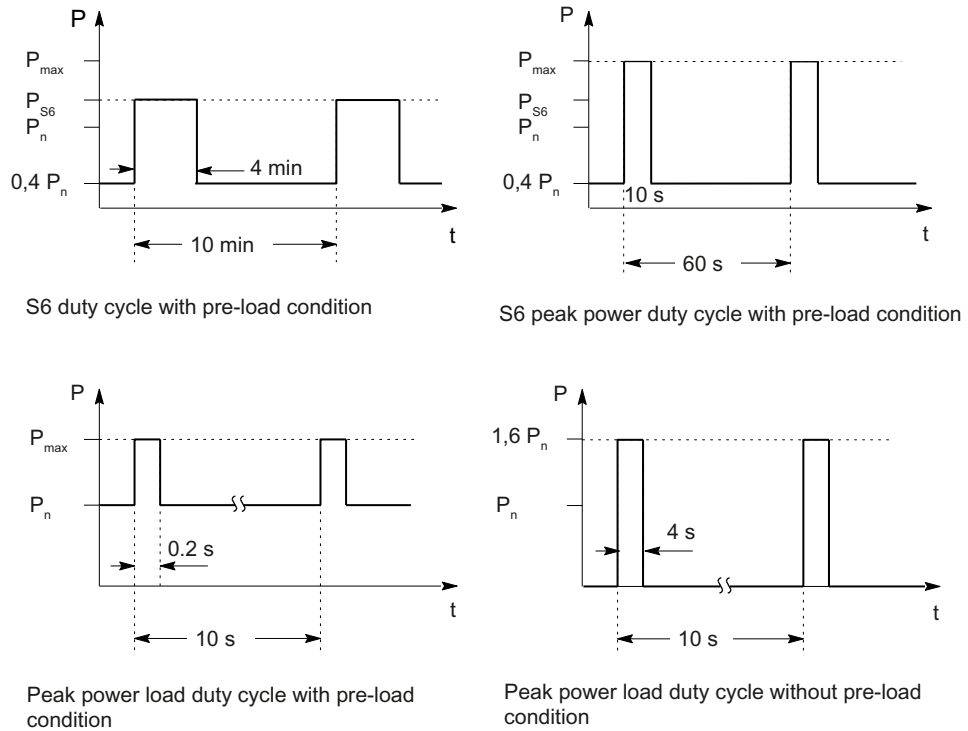 P
P_max
P_S6
P_n
0,4 P_n
4 min
10 min
t
S6 duty cycle with pre-load condition
P
P_max
P_S6
P_n
0,4 P_n
10 s
60 s
t
S6 peak power duty cycle with pre-load condition
P
P_max
P_n
0.2 s
10 s
t
Peak power load duty cycle with pre-load
condition
P
1,6 P_n
P_n
4 s
10 s
t
Peak power load duty cycle without pre-load
condition